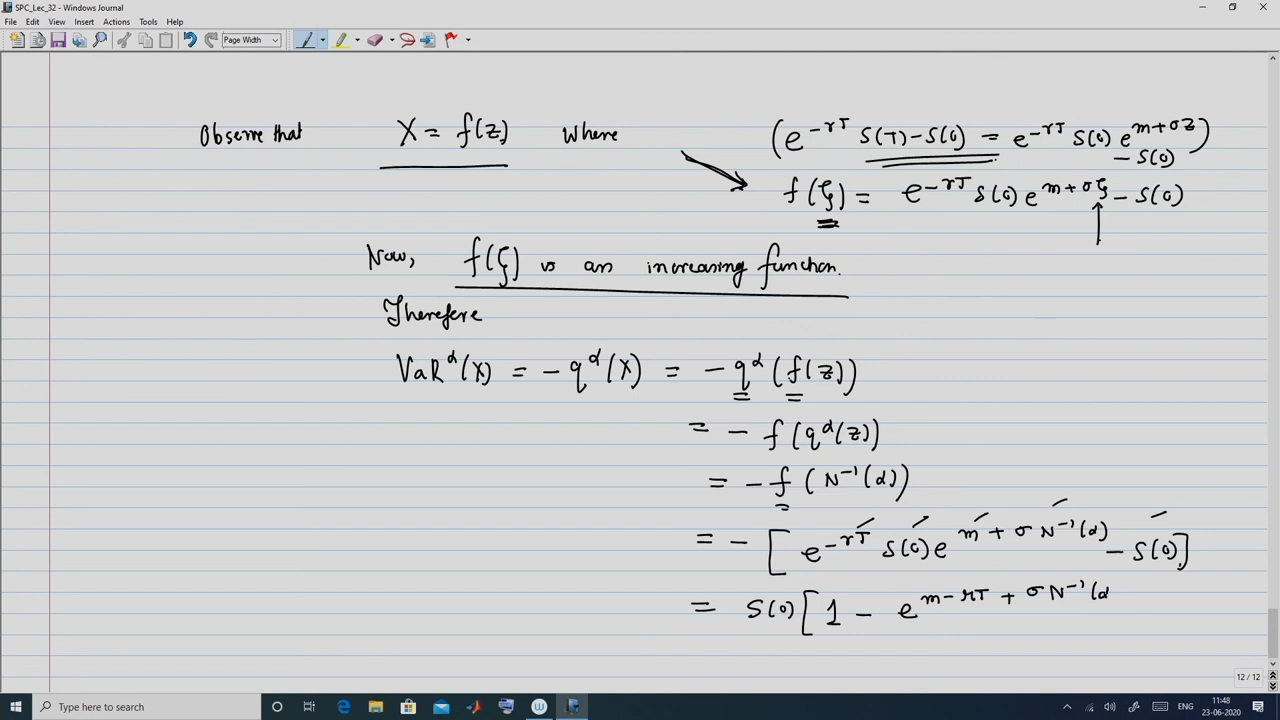 SPC_Lec_32 - Windows Journal
File Edit View Insert Actions Tools Help
Page Width
Observe that X = f(z) where (e^{-rT} S(T) - S(0) = e^{-rT} S(0) e^{m+σz} - S(0))
f(ξ) = e^{-rT} S(0) e^{m+σξ} - S(0)
Now, f(ξ) is an increasing function.
Therefore
VaR^α(X) = - q^α(X) = - q^α(f(z))
= - f(q^α(z))
= - f(N^{-1}(α))
= - [e^{-rT} S(0) e^{m+σN^{-1}(α)} - S(0)]
= S(0)[1 - e^{m-rT+σN^{-1}(α
12 / 12
Type here to search
11:48
23-06-2020